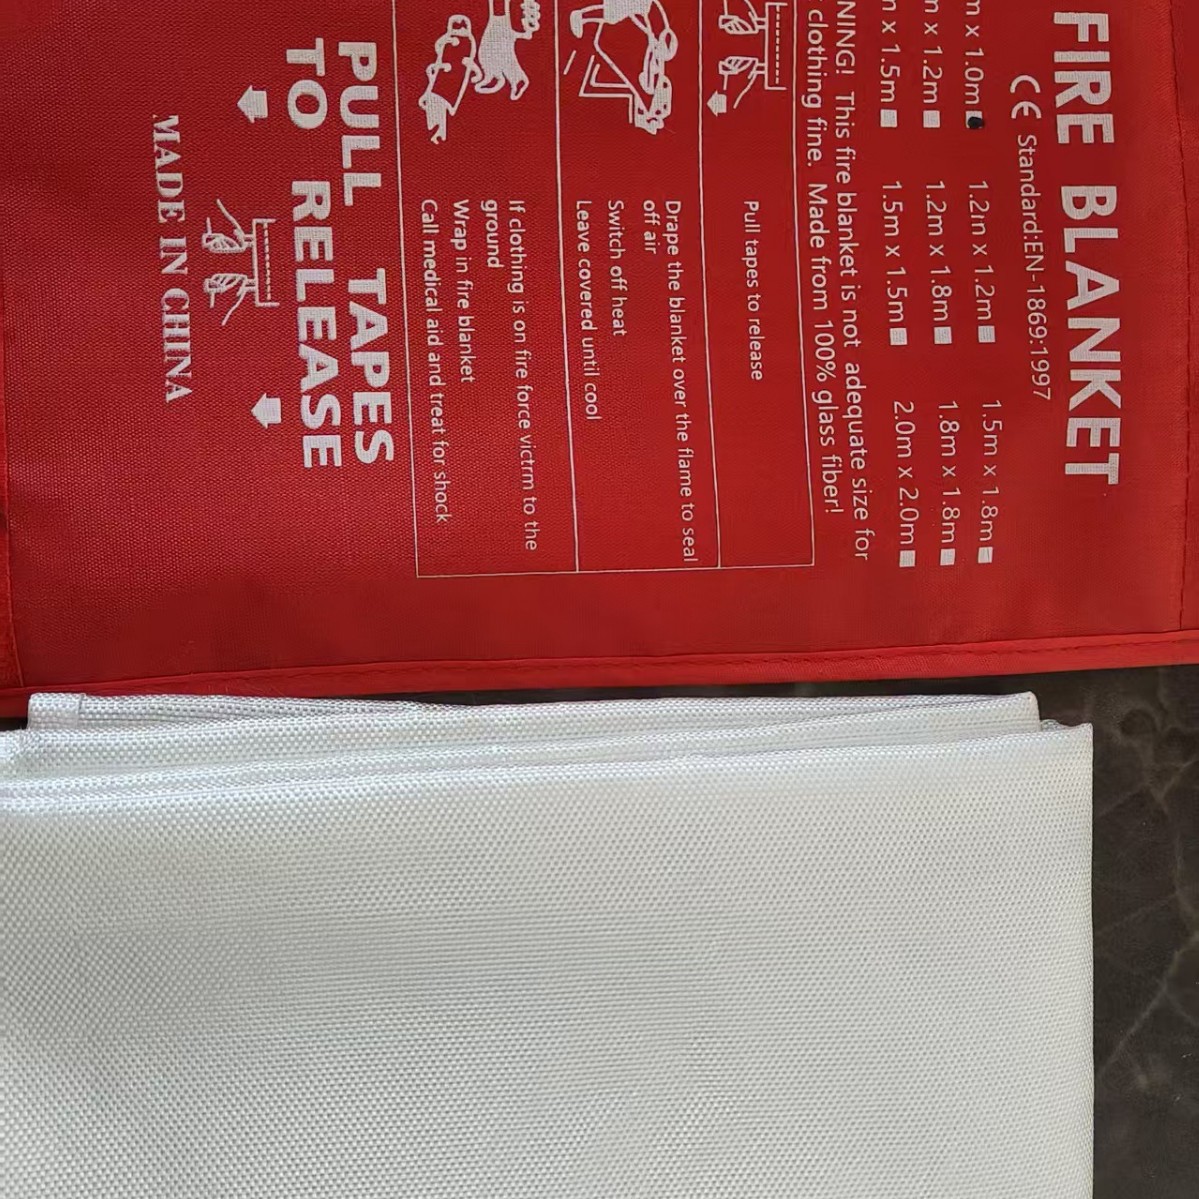 FIRE BLANKET
CE Standard:EN-1869:1997
m x 1.0m 1.2in x 1.2m 1.5m x 1.8m
m x 1.2m 1.2m x 1.8m 1.8m x 1.8m
m x 1.5m 1.5m x 1.5m 2.0m x 2.0m
NING! This fire blanket is not adequate size for
clothing fine. Made from 100% glass fiber!
Pull tapes to release
Drape the blanket over the flame to seal
off air
Switch off heat
Leave covered until cool
If clothing is on fire force victrm to the
ground
Wrap in fire blanket
Call medical aid and treat for shock
PULL TAPES
TO RELEASE
MADE IN CHINA